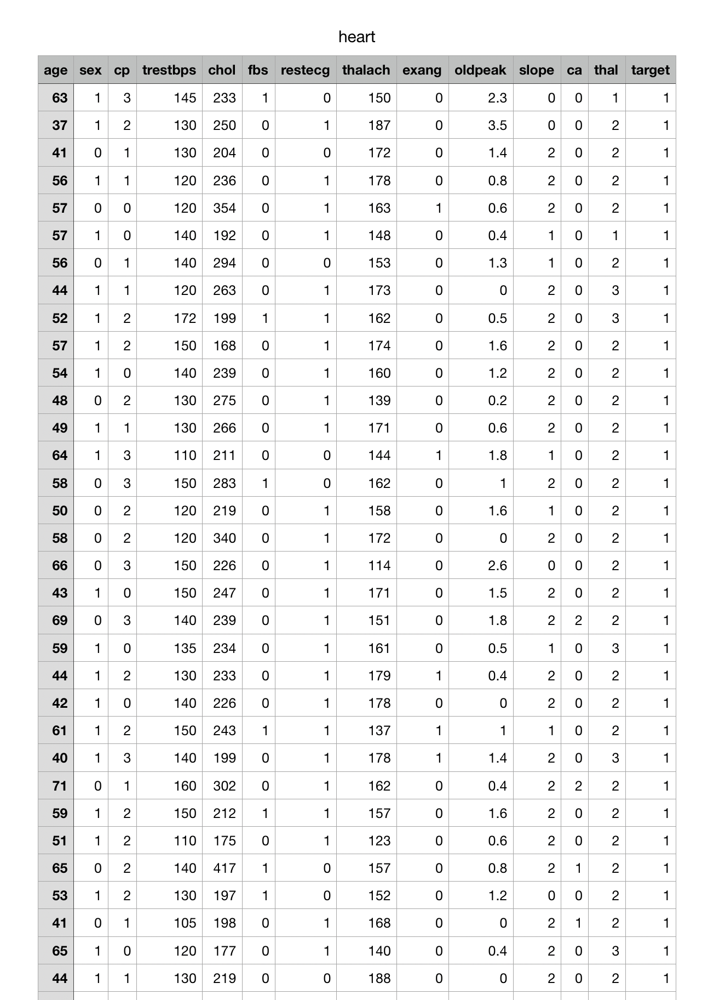 heart
age sex cp trestbps chol fbs restecg thalach exang oldpeak slope ca thal target
63 1 3 145 233 1 0 150 0 2.3 0 0 1 1
37 1 2 130 250 0 1 187 0 3.5 0 0 2 1
41 0 1 130 204 0 0 172 0 1.4 2 0 2 1
56 1 1 120 236 0 1 178 0 0.8 2 0 2 1
57 0 0 120 354 0 1 163 1 0.6 2 0 2 1
57 1 0 140 192 0 1 148 0 0.4 1 0 1 1
56 0 1 140 294 0 0 153 0 1.3 1 0 2 1
44 1 1 120 263 0 1 173 0 0 2 0 3 1
52 1 2 172 199 1 1 162 0 0.5 2 0 3 1
57 1 2 150 168 0 1 174 0 1.6 2 0 2 1
54 1 0 140 239 0 1 160 0 1.2 2 0 2 1
48 0 2 130 275 0 1 139 0 0.2 2 0 2 1
49 1 1 130 266 0 1 171 0 0.6 2 0 2 1
64 1 3 110 211 0 0 144 1 1.8 1 0 2 1
58 0 3 150 283 1 0 162 0 1 2 0 2 1
50 0 2 120 219 0 1 158 0 1.6 1 0 2 1
58 0 2 120 340 0 1 172 0 0 2 0 2 1
66 0 3 150 226 0 1 114 0 2.6 0 0 2 1
43 1 0 150 247 0 1 171 0 1.5 2 0 2 1
69 0 3 140 239 0 1 151 0 1.8 2 2 2 1
59 1 0 135 234 0 1 161 0 0.5 1 0 3 1
44 1 2 130 233 0 1 179 1 0.4 2 0 2 1
42 1 0 140 226 0 1 178 0 0 2 0 2 1
61 1 2 150 243 1 1 137 1 1 1 0 2 1
40 1 3 140 199 0 1 178 1 1.4 2 0 3 1
71 0 1 160 302 0 1 162 0 0.4 2 2 2 1
59 1 2 150 212 1 1 157 0 1.6 2 0 2 1
51 1 2 110 175 0 1 123 0 0.6 2 0 2 1
65 0 2 140 417 1 0 157 0 0.8 2 1 2 1
53 1 2 130 197 1 0 152 0 1.2 0 0 2 1
41 0 1 105 198 0 1 168 0 0 2 1 2 1
65 1 0 120 177 0 1 140 0 0.4 2 0 3 1
44 1 1 130 219 0 0 188 0 0 2 0 2 1